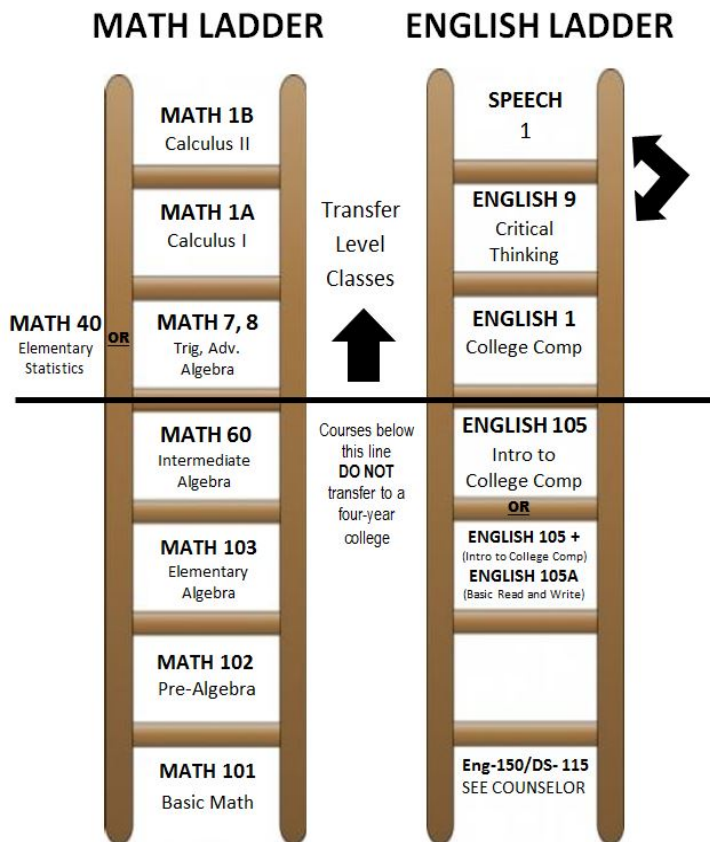 MATH LADDER
MATH 1B
Calculus II
MATH 1A
Calculus I
MATH 40
Elementary
Statistics
OR
MATH 7, 8
Trig, Adv.
Algebra
MATH 60
Intermediate
Algebra
MATH 103
Elementary
Algebra
MATH 102
Pre-Algebra
MATH 101
Basic Math
Transfer
Level
Classes
Courses below
this line
DO NOT
transfer to a
four-year
college
ENGLISH LADDER
SPEECH
1
ENGLISH 9
Critical
Thinking
ENGLISH 1
College Comp
ENGLISH 105
Intro to
College Comp
OR
ENGLISH 105 +
(Intro to College Comp)
ENGLISH 105A
(Basic Read and Write)
Eng-150/DS- 115
SEE COUNSELOR